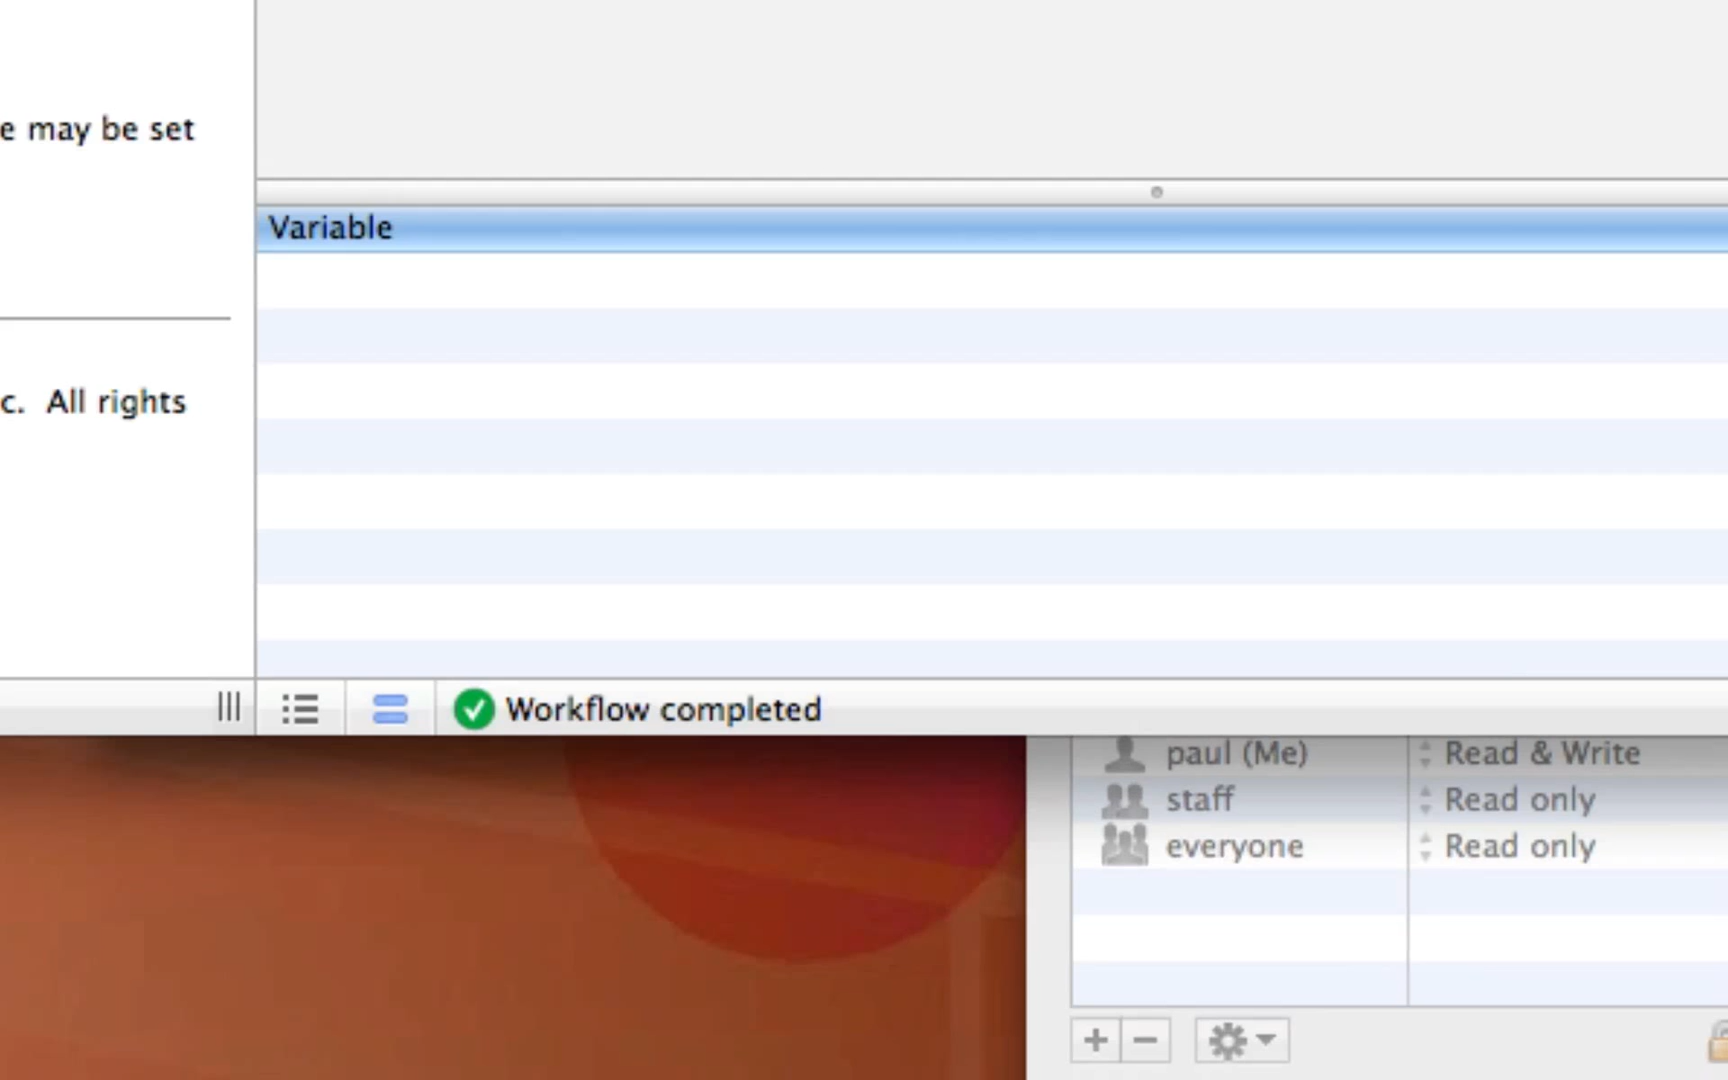 e may be set
Variable
c. All rights
Workflow completed
paul (Me) Read & Write
staff Read only
everyone Read only